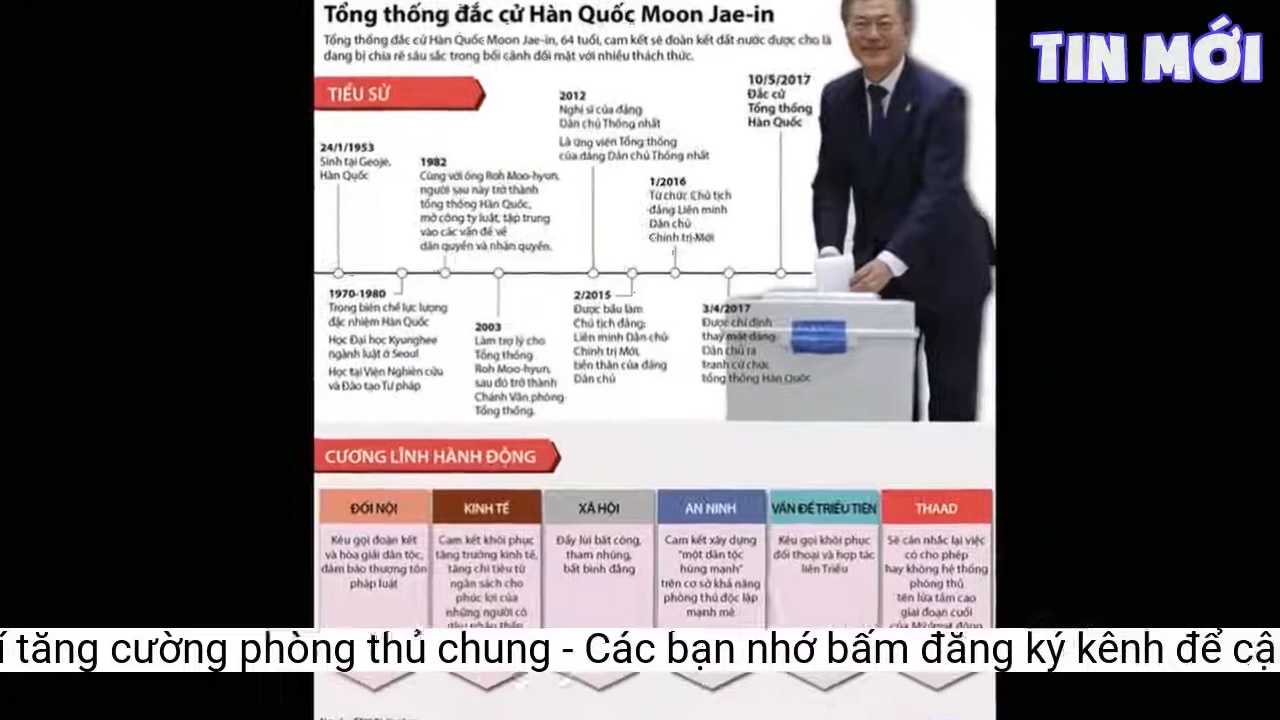 Tổng thống đắc cử Hàn Quốc Moon Jae-in
Tổng thống đắc cử Hàn Quốc Moon Jae-in, 64 tuổi, cam kết sẽ đoàn kết đất nước được cho là
đang bị chia rẽ sâu sắc trong bối cảnh đối mặt với nhiều thách thức.
TIN MỚI
TIỂU SỬ
24/1/1953
Sinh tại Geoje,
Hàn Quốc
1970-1980
Trong biên chế lực lượng
đặc nhiệm Hàn Quốc
Học Đại học Kyunghee
ngành luật ở Seoul
Học tại Viện Nghiên cứu
và Đào tạo Tư pháp
1982
Cùng với ông Roh Moo-hyun,
người sau này trở thành
tổng thống Hàn Quốc,
mở công ty luật, tập trung
vào các vấn đề về
dân quyền và nhân quyền.
2003
Làm trợ lý cho
Tổng thống
Roh Moo-hyun,
sau đó trở thành
Chánh Văn phòng
Tổng thống.
2012
Nghị sĩ của đảng
Dân chủ Thống nhất
Là ứng viên Tổng thống
của đảng Dân chủ Thống nhất
2/2015
Được bầu làm
Chủ tịch đảng
Liên minh Dân chủ
Chính trị Mới,
tiền thân của đảng
Dân chủ
1/2016
Từ chức Chủ tịch
đảng Liên minh
Dân chủ
Chính trị Mới
3/4/2017
Được chỉ định
thay mặt đảng
Dân chủ ra
tranh cử chức
tổng thống Hàn Quốc
10/5/2017
Đắc cử
Tổng thống
Hàn Quốc
CƯƠNG LĨNH HÀNH ĐỘNG
ĐỐI NỘI
Kêu gọi đoàn kết
và hòa giải dân tộc,
đảm bảo thượng tôn
pháp luật
KINH TẾ
Cam kết khôi phục
tăng trưởng kinh tế,
tăng chi tiêu từ
ngân sách cho
phúc lợi của
những người có
thu nhập thấp
XÃ HỘI
Đẩy lùi bất công,
tham nhũng,
bất bình đẳng
AN NINH
Cam kết xây dựng
"một dân tộc
hùng mạnh"
trên cơ sở khả năng
phòng thủ độc lập
mạnh mẽ
VẤN ĐỀ TRIỀU TIÊN
Kêu gọi khôi phục
đối thoại và hợp tác
liên Triều
THAAD
Sẽ cân nhắc lại việc
có cho phép
hay không hệ thống
phòng thủ
tên lửa tầm cao
giai đoạn cuối
của Mỹ
í tăng cường phòng thủ chung - Các bạn nhớ bấm đăng ký kênh để cậ